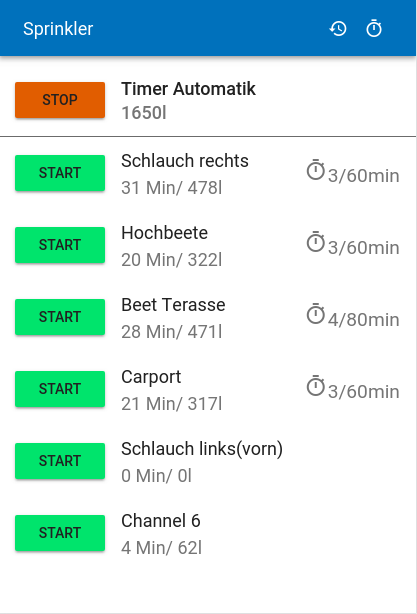 Sprinkler
STOP
Timer Automatik
1650l
START
Schlauch rechts
31 Min/ 478l
3/60min
START
Hochbeete
20 Min/ 322l
3/60min
START
Beet Terasse
28 Min/ 471l
4/80min
START
Carport
21 Min/ 317l
3/60min
START
Schlauch links(vorn)
0 Min/ 0l
START
Channel 6
4 Min/ 62l